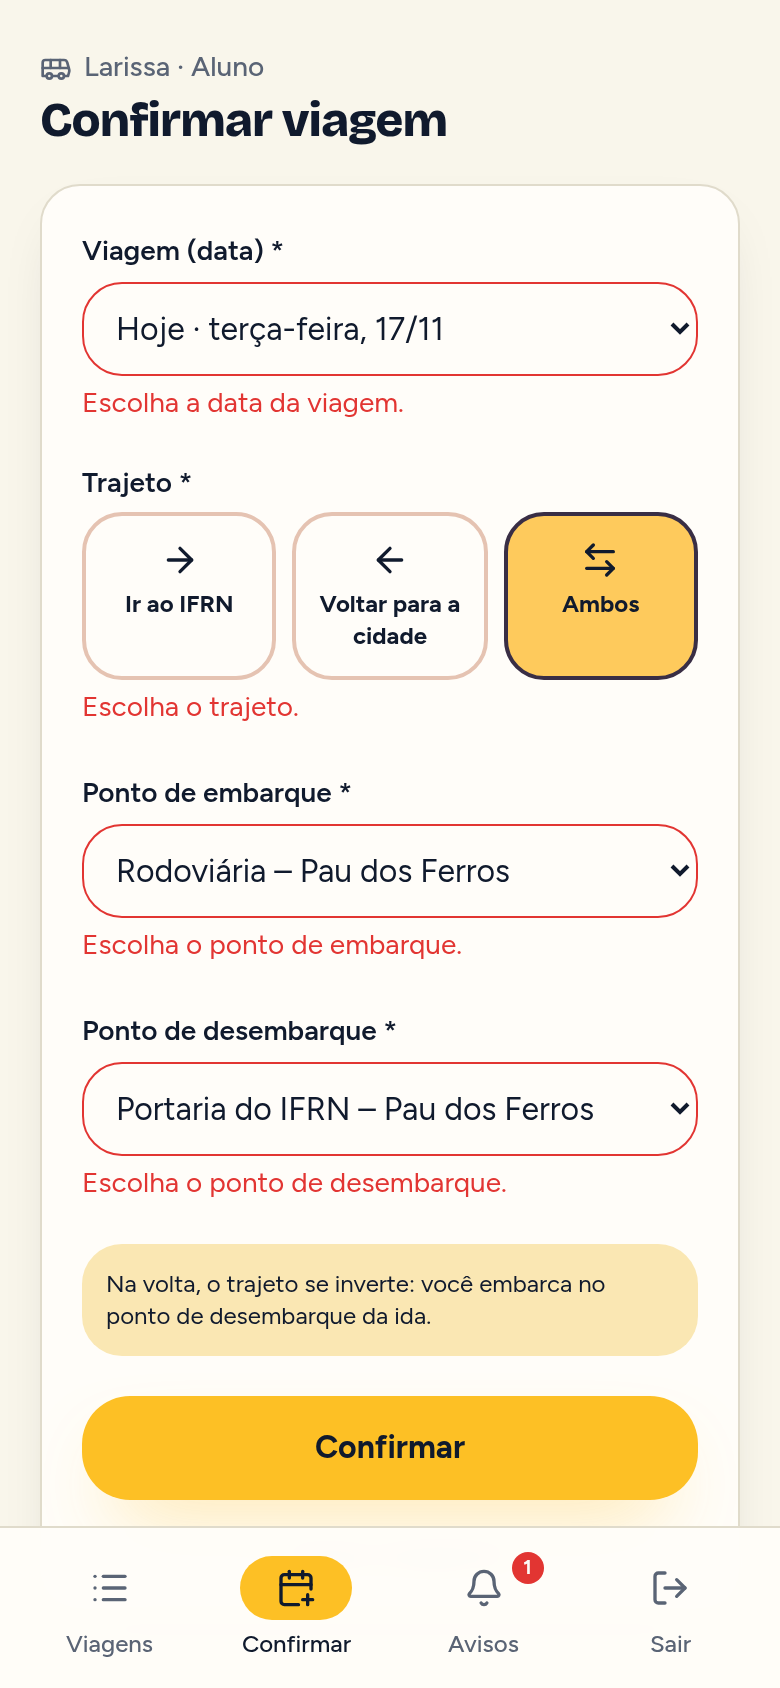 Larissa · Aluno
Confirmar viagem
Viagem (data) *
Hoje · terça-feira, 17/11
Escolha a data da viagem.
Trajeto *
Ir ao IFRN
Voltar para a
cidade
Ambos
Escolha o trajeto.
Ponto de embarque *
Rodoviária – Pau dos Ferros
Escolha o ponto de embarque.
Ponto de desembarque *
Portaria do IFRN – Pau dos Ferros
Escolha o ponto de desembarque.
Na volta, o trajeto se inverte: você embarca no
ponto de desembarque da ida.
Confirmar
1
Viagens
Confirmar
Avisos
Sair